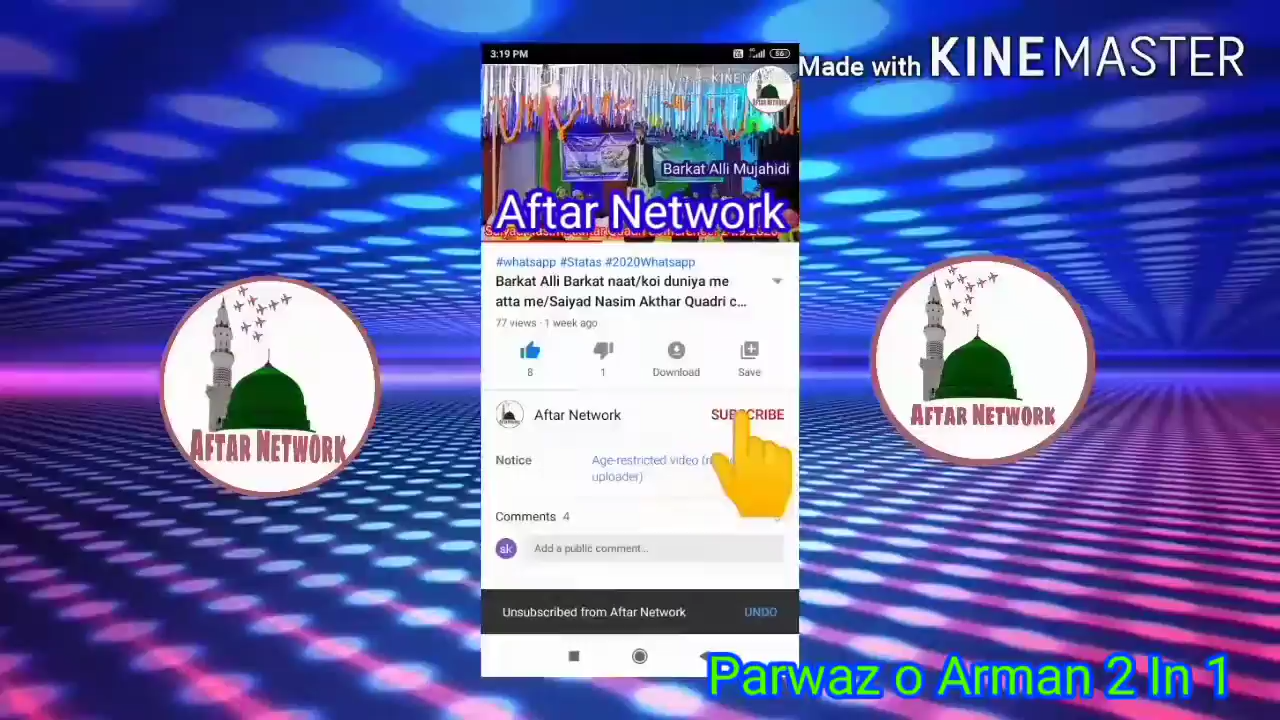 Made with KINEMASTER
3:19 PM
56
Barkat Alli Mujahidi
Aftar Network
#whatsapp #Statas #2020Whatsapp
Barkat Alli Barkat naat/koi duniya me
atta me/Saiyad Nasim Akthar Quadri c...
77 views · 1 week ago
8
1
Download
Save
Aftar Network
SUBSCRIBE
Notice
Age-restricted video
uploader)
Comments 4
sk
Add a public comment...
Unsubscribed from Aftar Network
UNDO
AFTAR NETWORK
AFTAR NETWORK
Parwaz o Arman 2 In 1